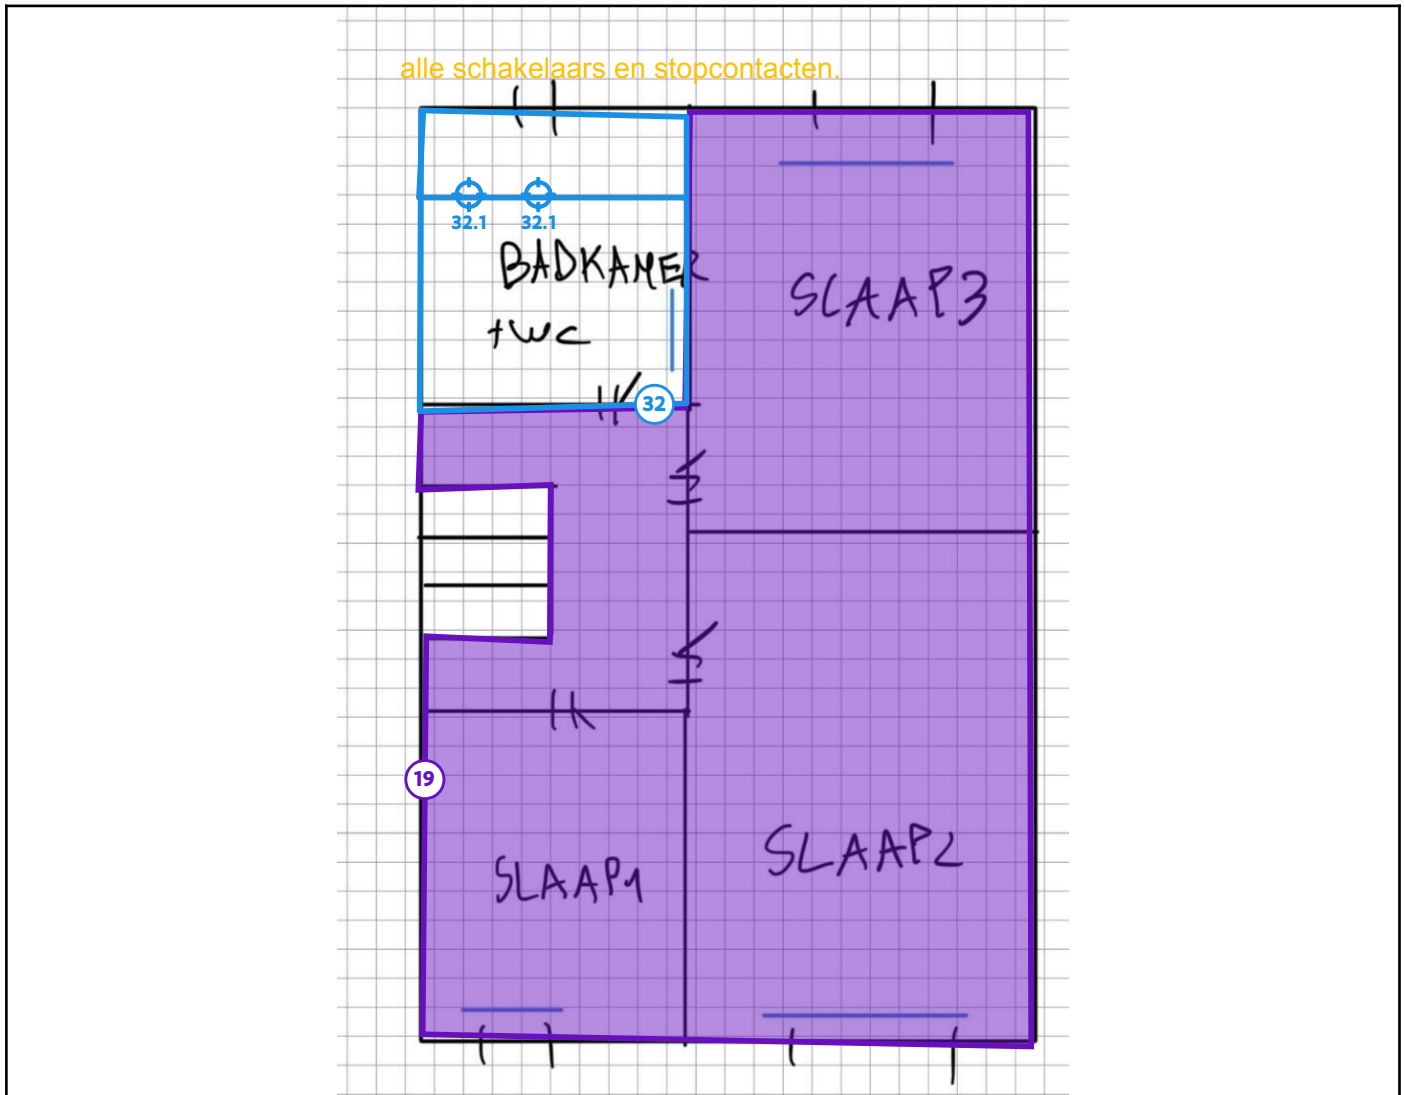 alle schakelaars en stopcontacten.
32.1 32.1
BADKAMER
+WC
SLAAP3
32
19
SLAAP2
SLAAP1